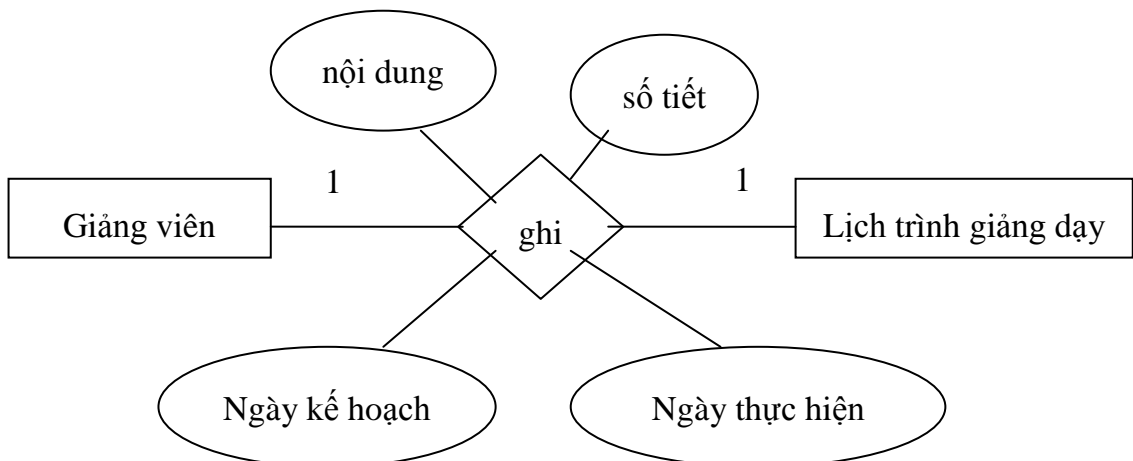 nội dung
số tiết
1
1
Giảng viên
ghi
Lịch trình giảng dạy
Ngày kế hoạch
Ngày thực hiện